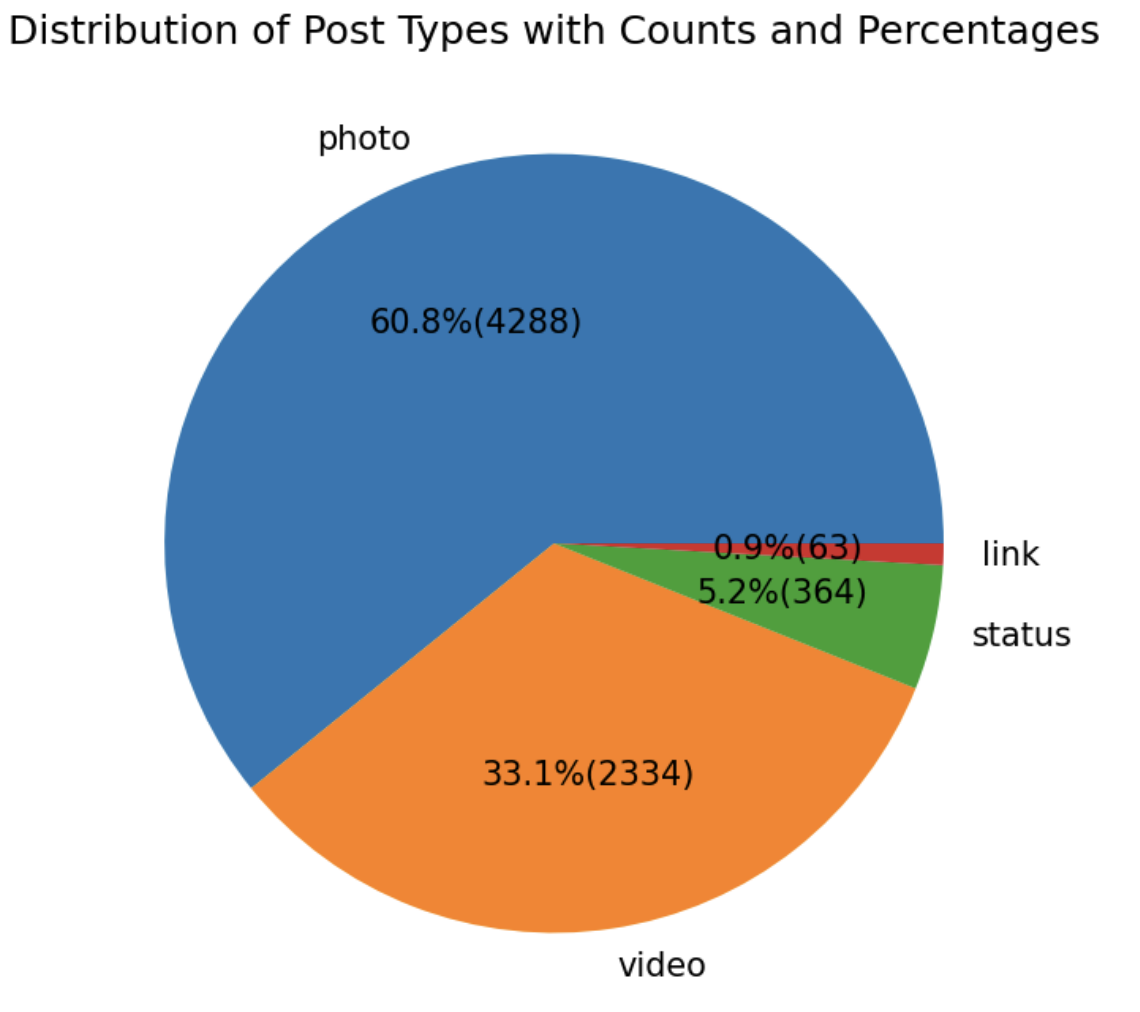 Distribution of Post Types with Counts and Percentages
photo
60.8%(4288)
0.9%(63)
link
5.2%(364)
status
33.1%(2334)
video